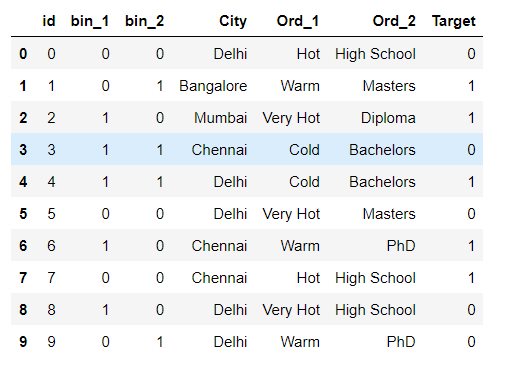 id bin_1 bin_2 City Ord_1 Ord_2 Target
0 0 0 0 Delhi Hot High School 0
1 1 0 1 Bangalore Warm Masters 1
2 2 1 0 Mumbai Very Hot Diploma 1
3 3 1 1 Chennai Cold Bachelors 0
4 4 1 1 Delhi Cold Bachelors 1
5 5 0 0 Delhi Very Hot Masters 0
6 6 1 0 Chennai Warm PhD 1
7 7 0 0 Chennai Hot High School 1
8 8 1 0 Delhi Very Hot High School 0
9 9 0 1 Delhi Warm PhD 0